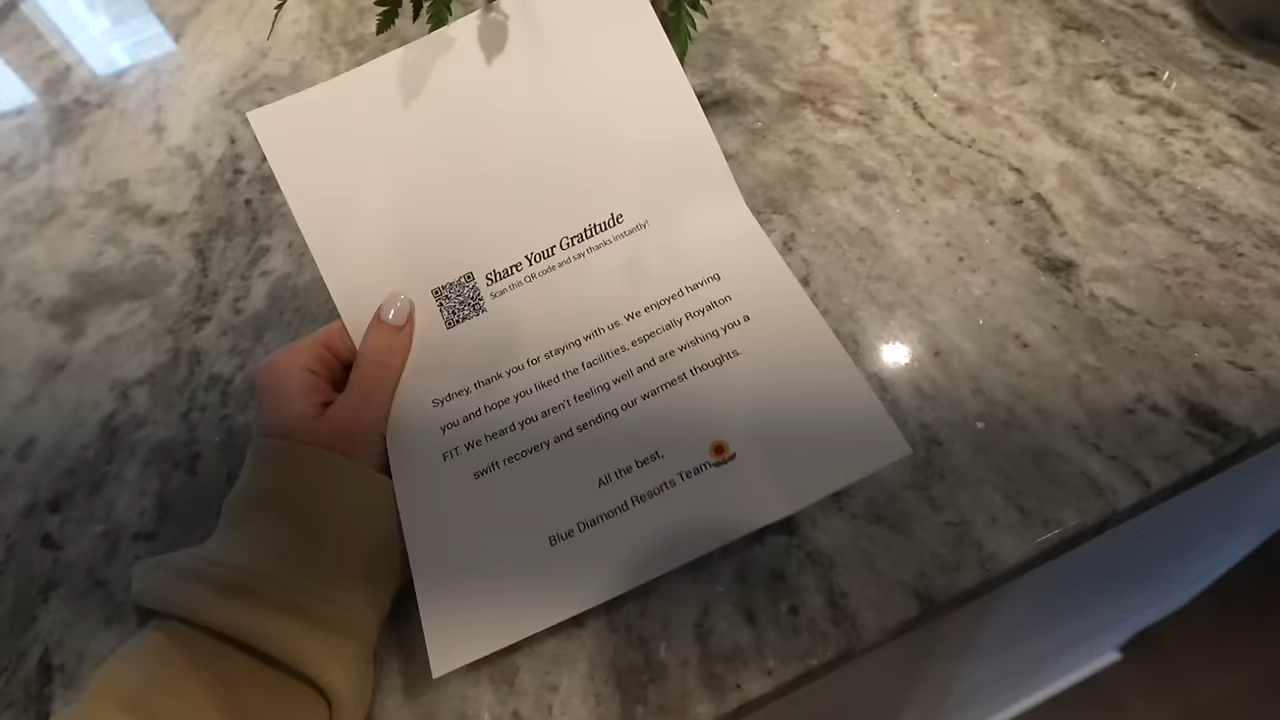 Share Your Gratitude
Scan this QR code and say thanks instantly!
Sydney, thank you for staying with us. We enjoyed having
you and hope you liked the facilities, especially Royalton
FIT. We heard you aren't feeling well and are wishing you a
swift recovery and sending our warmest thoughts.
All the best,
Blue Diamond Resorts Team